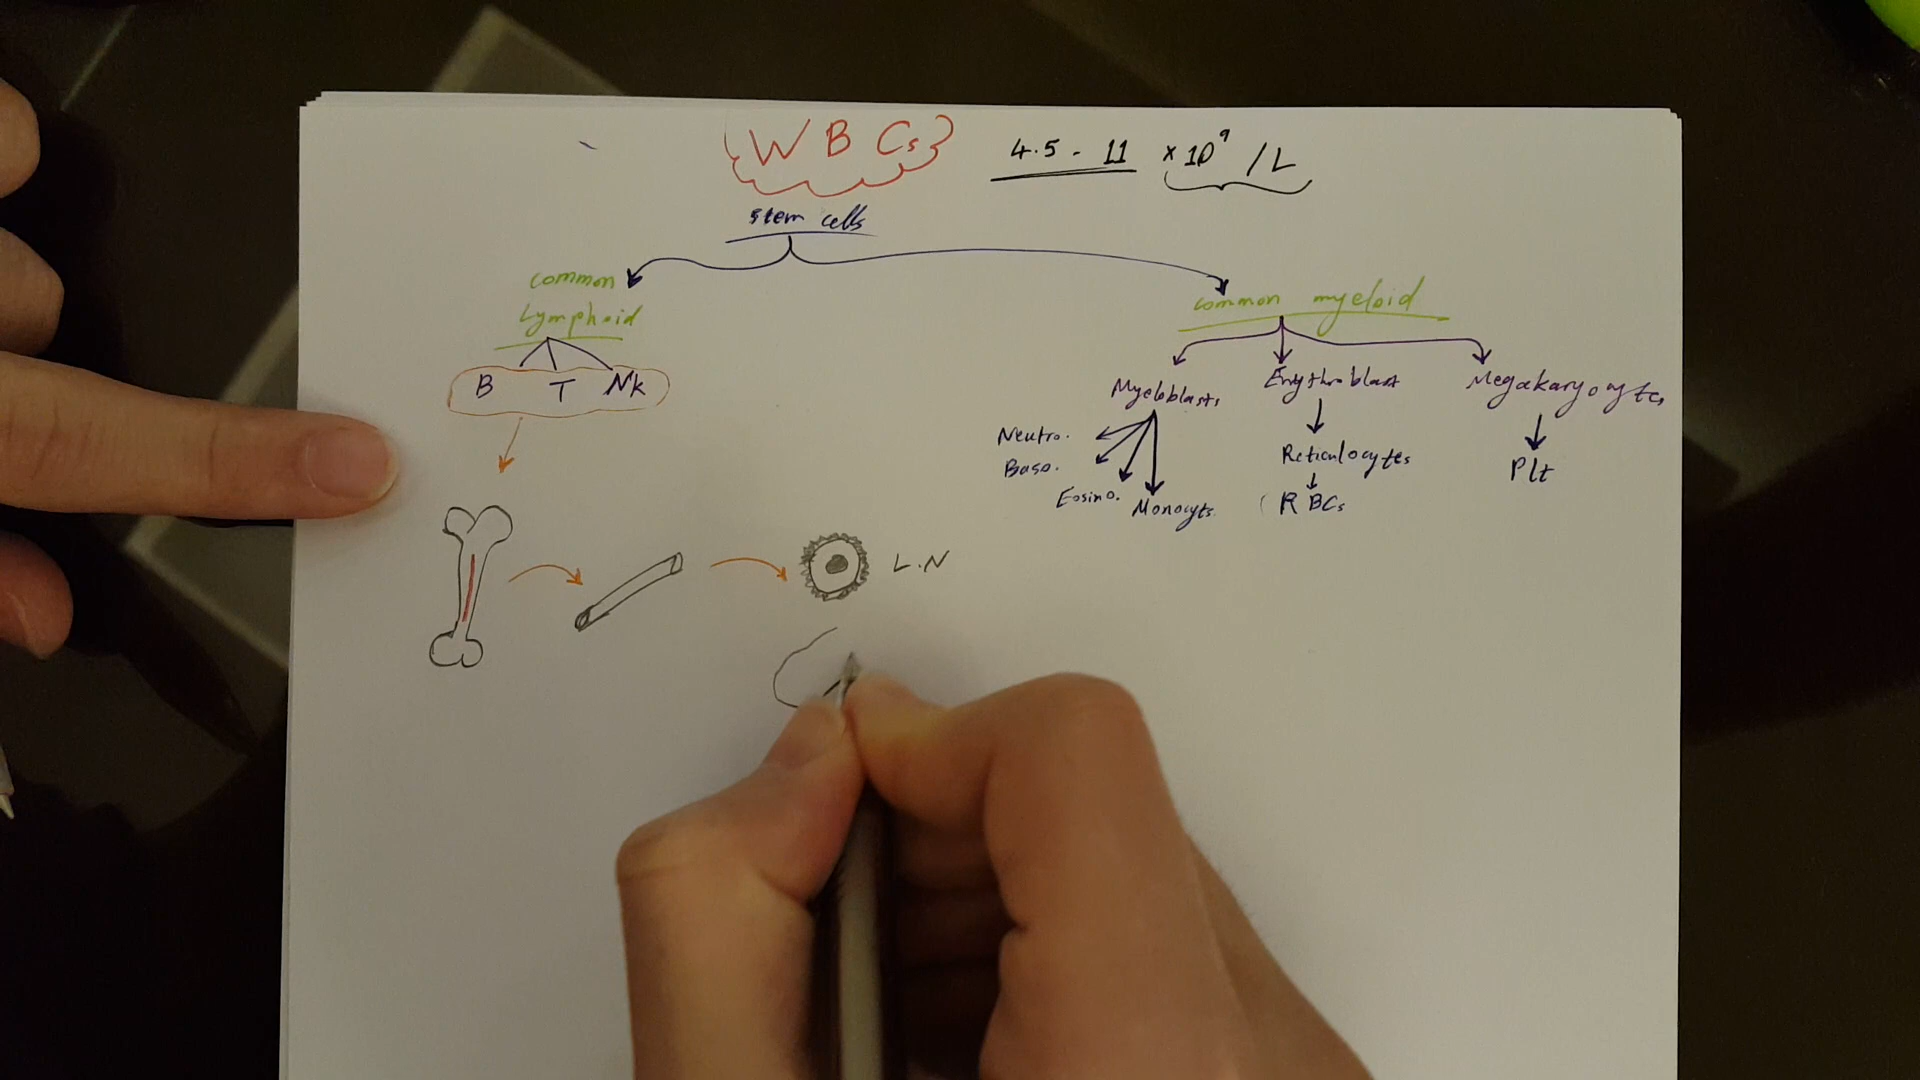 WBCs 4.5 - 11 x10⁹ /L
stem cells
common
Lymphoid
B T Nk
common myeloid
Myeloblasts Erythroblast Megakaryocytes
Neutro.
Baso.
Eosino.
Monocyts
Reticulocytes
RBCs
Plt
L.N